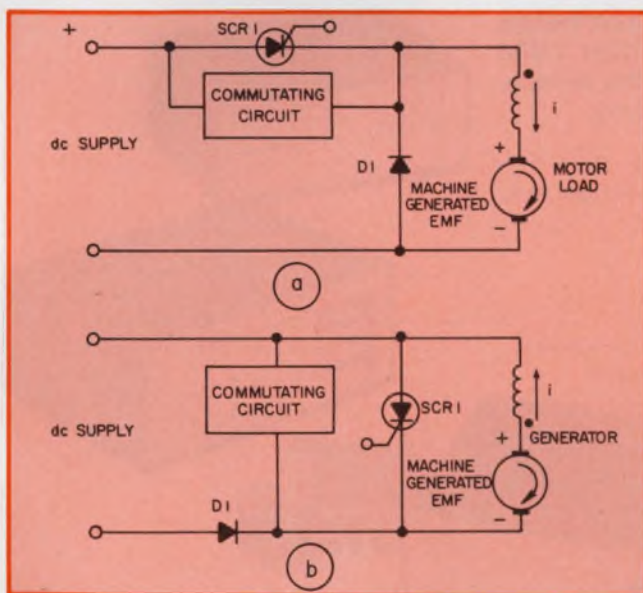 SCR 1
+
COMMUTATING
CIRCUIT
i
dc SUPPLY
D1
+
MACHINE
GENERATED
EMF
MOTOR
LOAD
−
a
COMMUTATING
CIRCUIT
SCR 1
i
dc SUPPLY
+
GENERATOR
MACHINE
GENERATED
EMF
D1
−
b